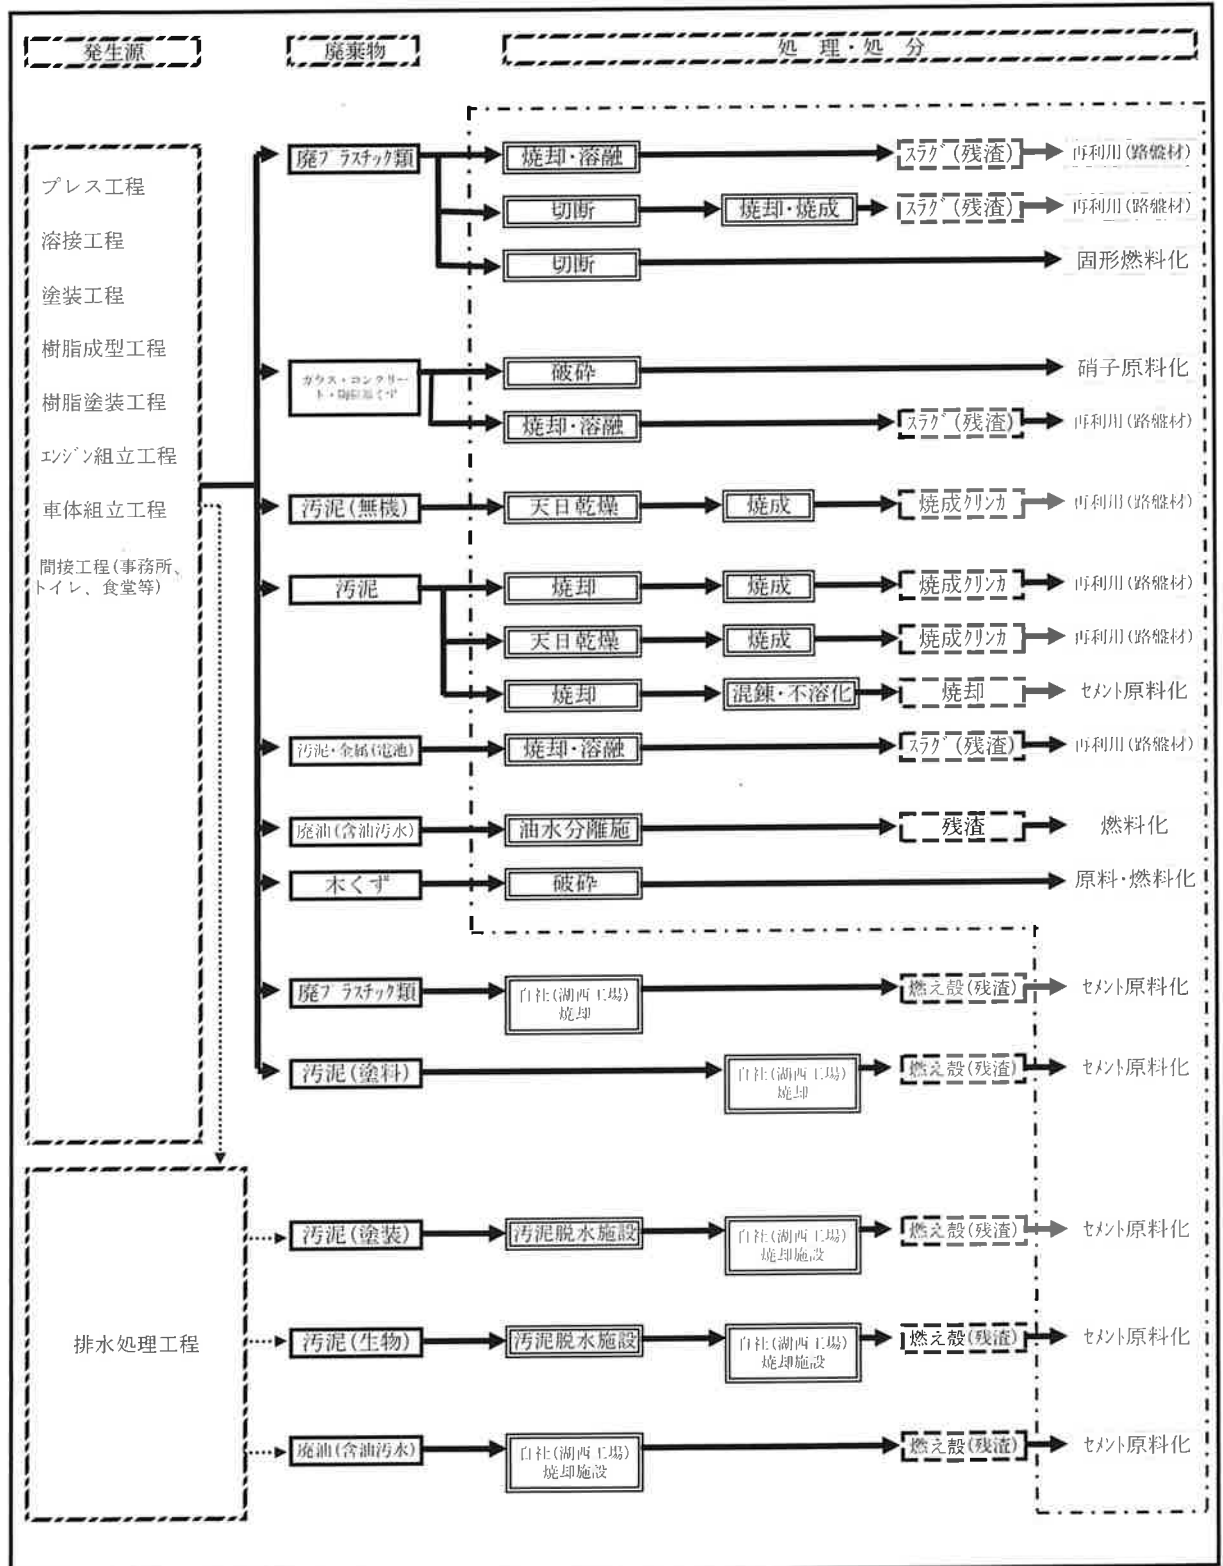 発生源
廃棄物
処 理・処 分
プレス工程
溶接工程
塗装工程
樹脂成型工程
樹脂塗装工程
ｴﾝｼﾞﾝ組立工程
車体組立工程
間接工程(事務所、
トイレ、食堂等)
廃ﾌﾟﾗｽﾁｯｸ類
焼却・溶融
ｽﾗｸﾞ(残渣)
再利用(路盤材)
切断
焼却・焼成
ｽﾗｸﾞ(残渣)
再利用(路盤材)
切断
固形燃料化
ガラス・コンクリー
ト・陶磁器くず
破砕
硝子原料化
焼却・溶融
ｽﾗｸﾞ(残渣)
再利用(路盤材)
汚泥(無機)
天日乾燥
焼成
焼成ｸﾘﾝｶ
再利用(路盤材)
汚泥
焼却
焼成
焼成ｸﾘﾝｶ
再利用(路盤材)
天日乾燥
焼成
焼成ｸﾘﾝｶ
再利用(路盤材)
焼却
混錬・不溶化
焼却
ｾﾒﾝﾄ原料化
汚泥・金属(電池)
焼却・溶融
ｽﾗｸﾞ(残渣)
再利用(路盤材)
廃油(含油汚水)
油水分離施
残渣
燃料化
木くず
破砕
原料・燃料化
廃ﾌﾟﾗｽﾁｯｸ類
自社(湖西工場)
焼却
燃え殻(残渣)
ｾﾒﾝﾄ原料化
汚泥(塗料)
自社(湖西工場)
焼却
燃え殻(残渣)
ｾﾒﾝﾄ原料化
排水処理工程
汚泥(塗装)
汚泥脱水施設
自社(湖西工場)
焼却施設
燃え殻(残渣)
ｾﾒﾝﾄ原料化
汚泥(生物)
汚泥脱水施設
自社(湖西工場)
焼却施設
燃え殻(残渣)
ｾﾒﾝﾄ原料化
廃油(含油汚水)
自社(湖西工場)
焼却施設
燃え殻(残渣)
ｾﾒﾝﾄ原料化